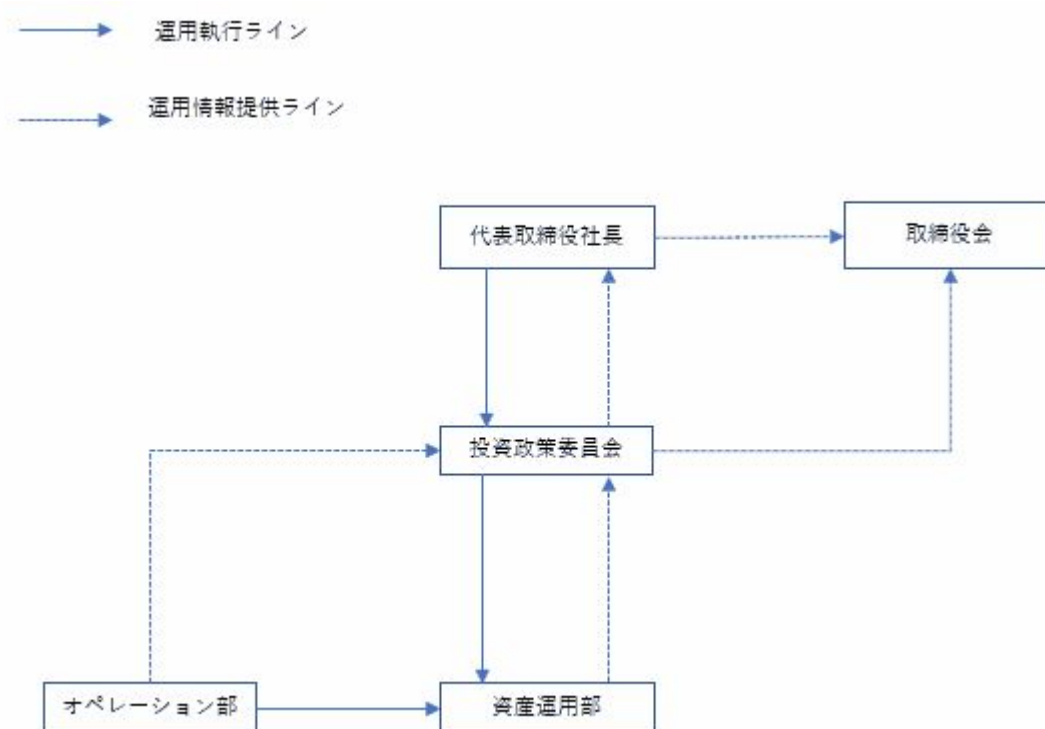 運用執行ライン
運用情報提供ライン
代表取締役社長
取締役会
投資政策委員会
オペレーション部
資産運用部